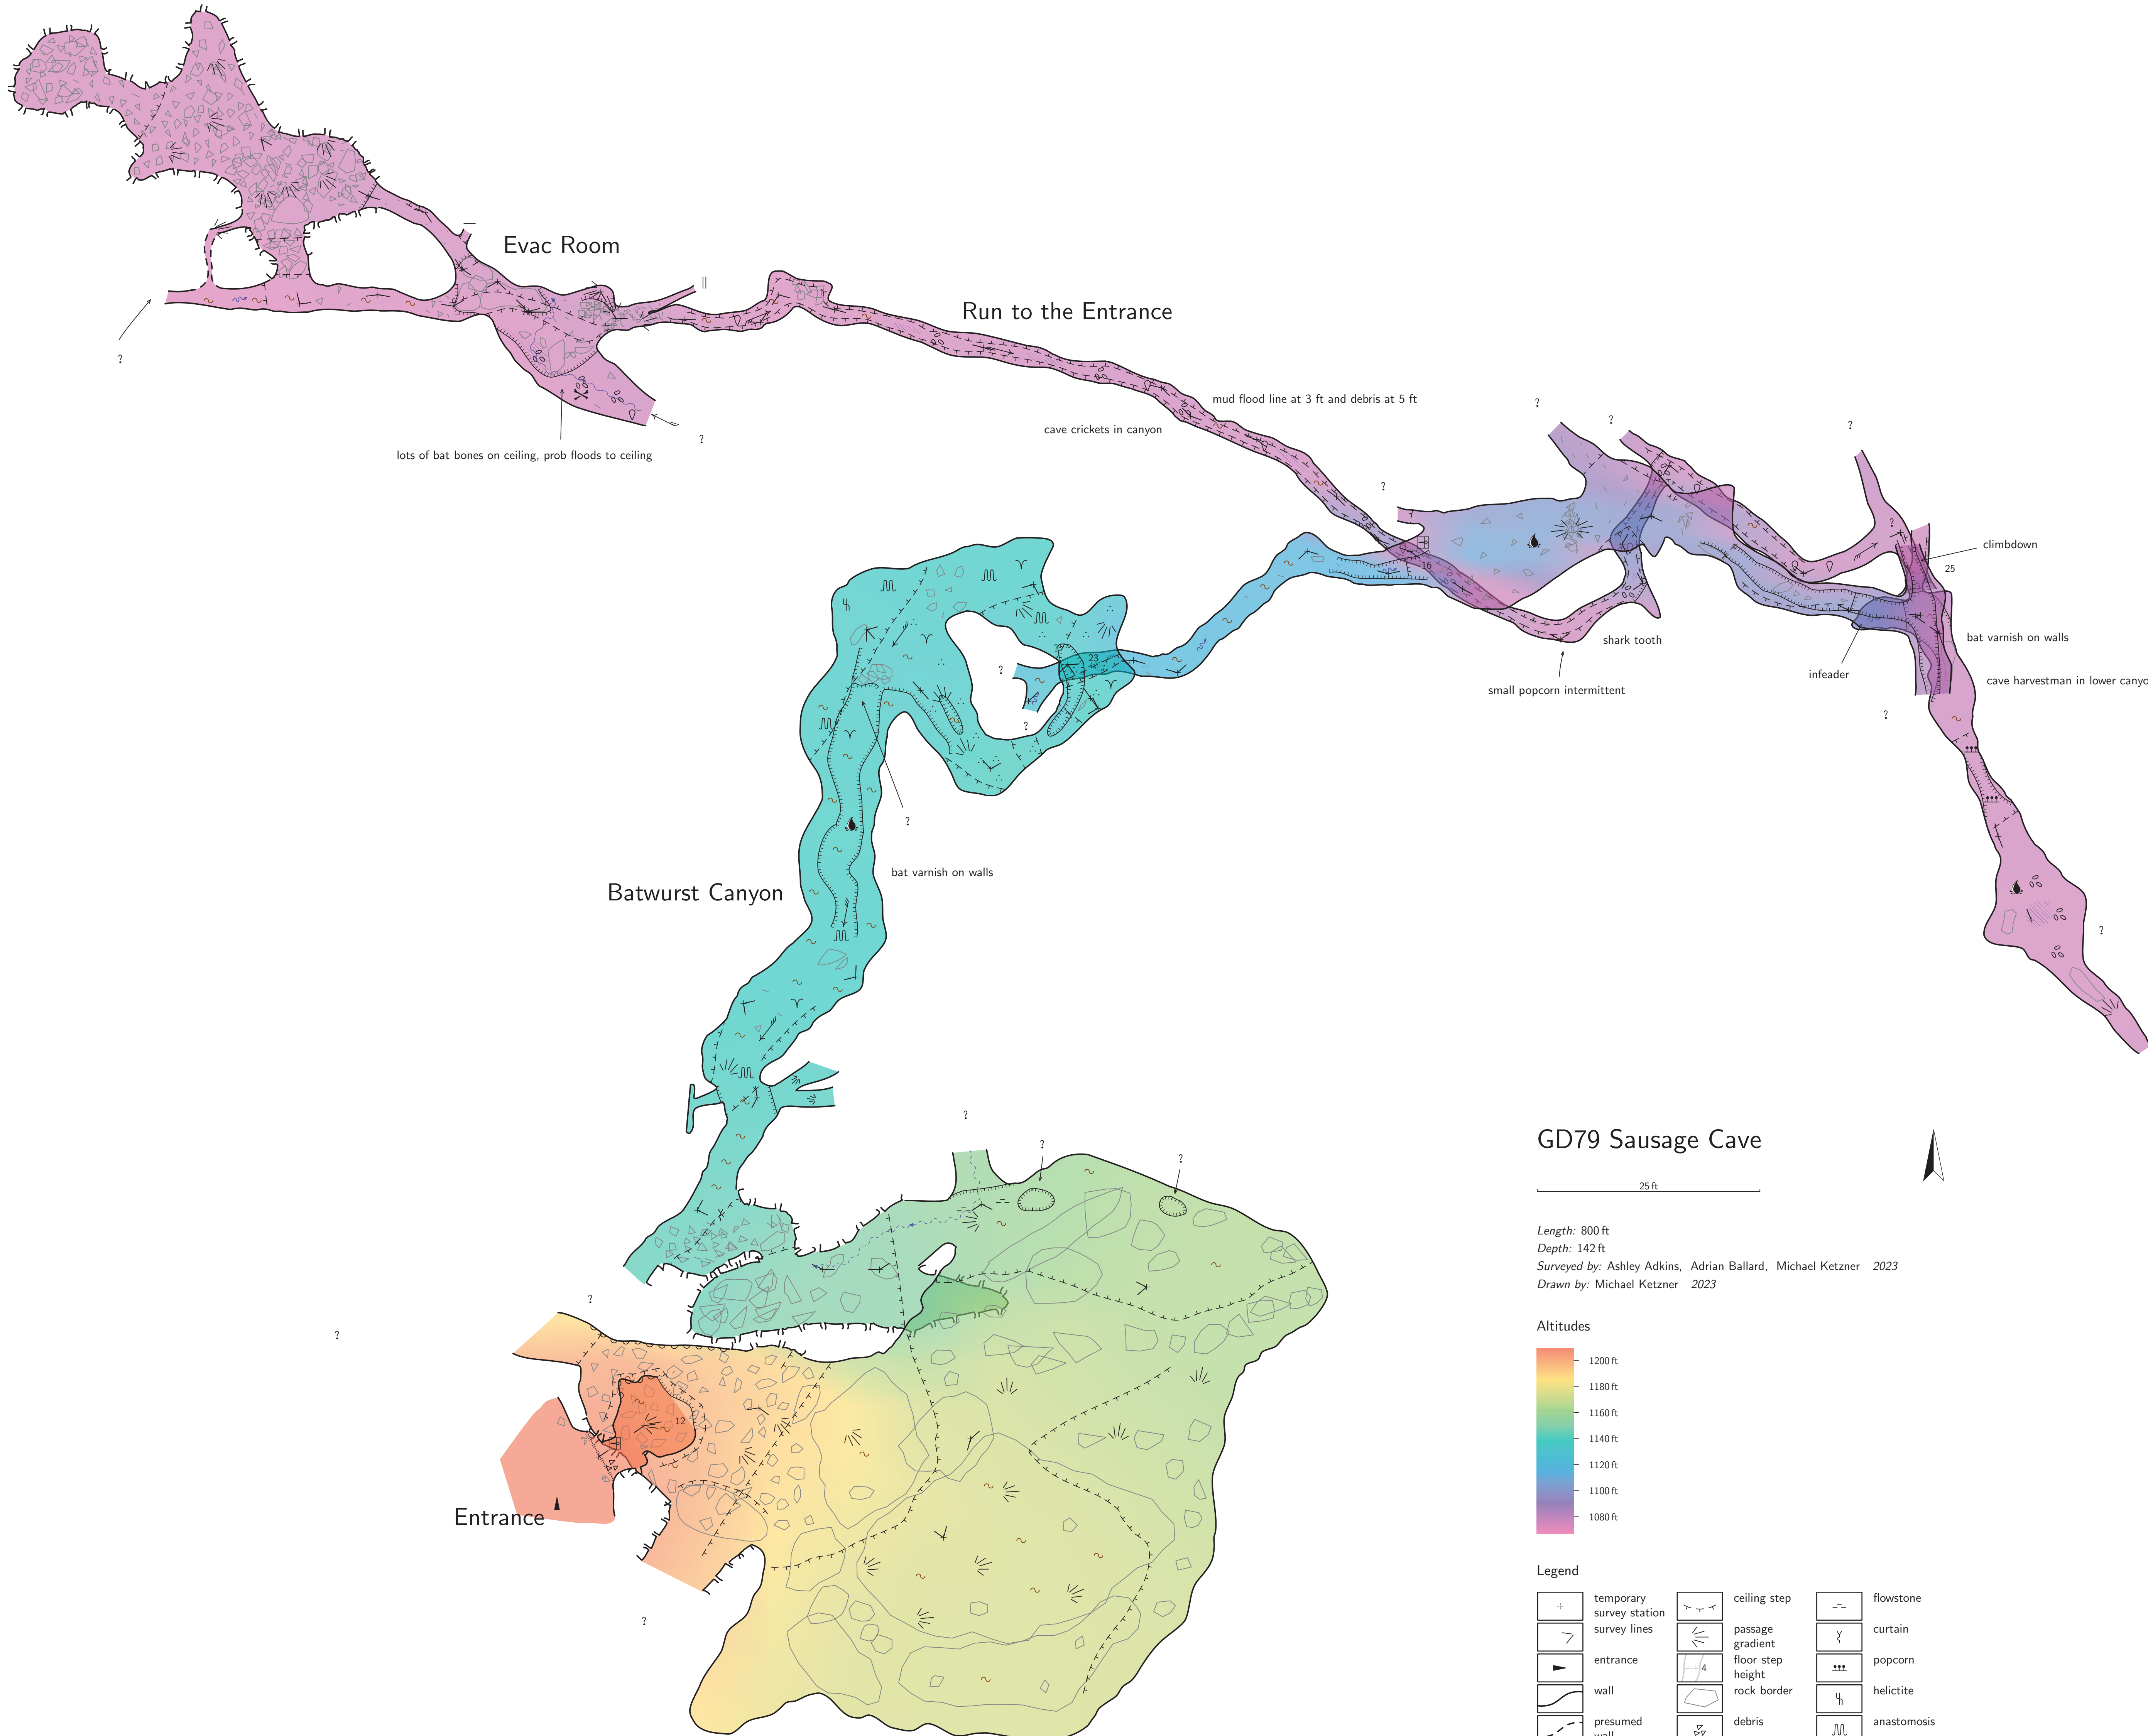 Evac Room
||
Run to the Entrance
?
mud flood line at 3 ft and debris at 5 ft
?
?
?
cave crickets in canyon
?
lots of bat bones on ceiling, prob floods to ceiling
?
?
climbdown
16
25
shark tooth
bat varnish on walls
23
?
small popcorn intermittent
infeader
cave harvestman in lower canyo
?
?
?
bat varnish on walls
Batwurst Canyon
?
?
?
?
GD79 Sausage Cave
25 ft
Length: 800 ft
Depth: 142 ft
Surveyed by: Ashley Adkins, Adrian Ballard, Michael Ketzner 2023
Drawn by: Michael Ketzner 2023
?
?
Altitudes
1200 ft
1180 ft
1160 ft
1140 ft
1120 ft
1100 ft
1080 ft
12
Entrance
?
Legend
temporary
survey station
survey lines
entrance
wall
presumed
wall
ceiling step
passage
gradient
4
floor step
height
rock border
debris
flowstone
curtain
popcorn
helictite
anastomosis